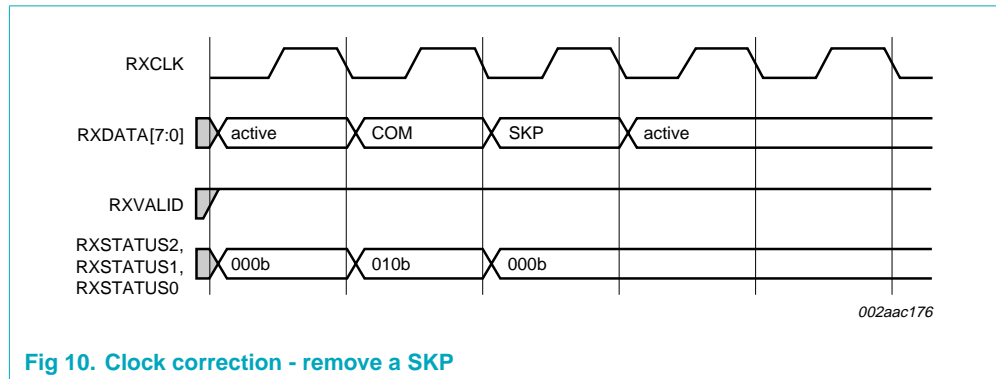 RXCLK
RXDATA[7:0]
active
COM
SKP
active
RXVALID
RXSTATUS2,
RXSTATUS1,
RXSTATUS0
000b
010b
000b
002aac176
Fig 10. Clock correction - remove a SKP